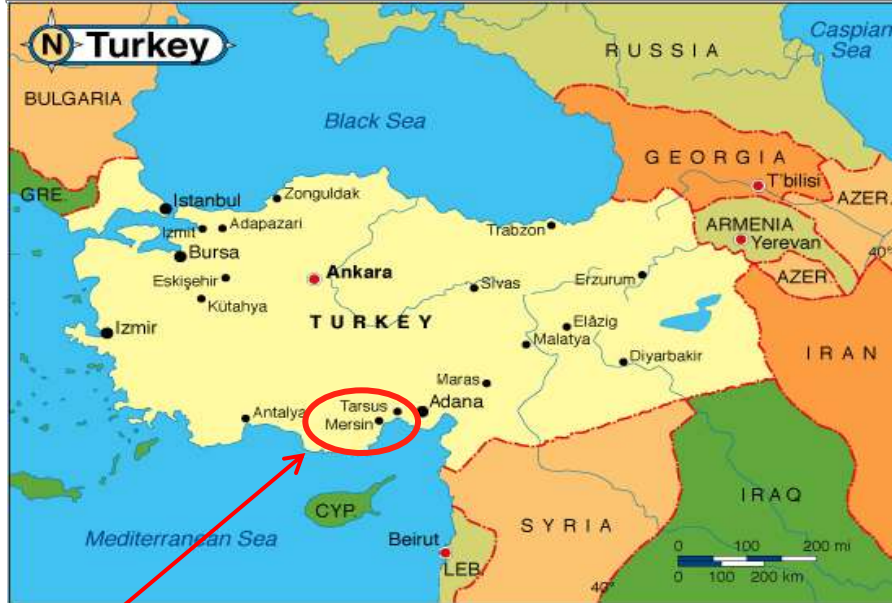 N Turkey
Caspian
Sea
RUSSIA
BULGARIA
Black Sea
GEORGIA
T'bilisi
GRE.
AZER.
Istanbul
Zonguldak
Izmit
Adapazari
Trabzon
ARMENIA
Yerevan
Bursa
40°
Ankara
AZER
Eskişehir
Sivas
Erzurum
Kütahya
TURKEY
Elâzig
Izmir
Malatya
IRAN
Diyarbakir
Maras
Tarsus
Adana
Antalya
Mersin
IRAQ
CYP.
SYRIA
Mediterranean Sea
Beirut
0 100 200 mi
LEB.
0 100 200 km
40°